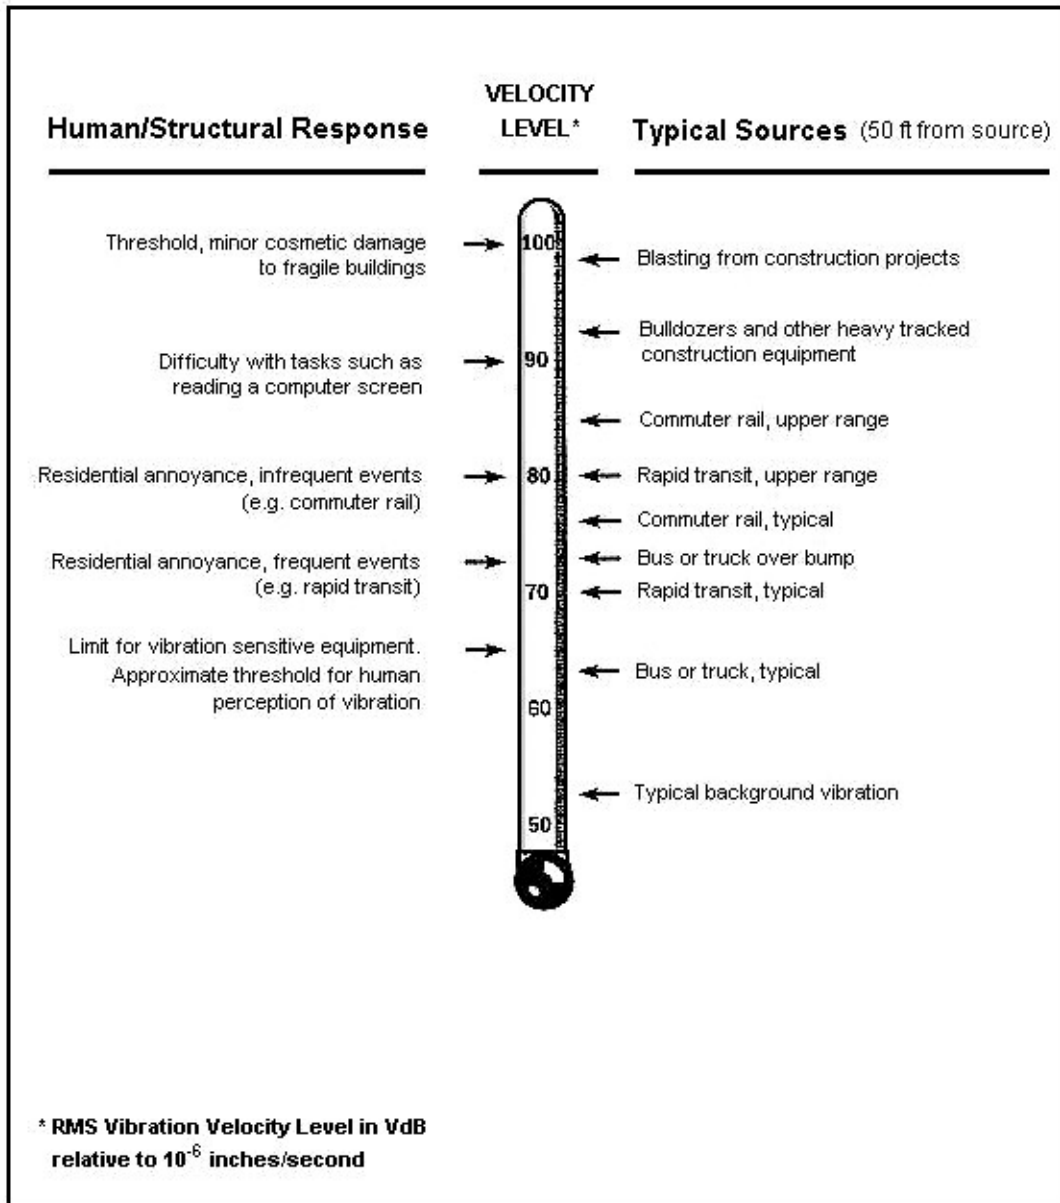 Human/Structural Response
VELOCITY
LEVEL*
Typical Sources (50 ft from source)
Threshold, minor cosmetic damage
to fragile buildings
Difficulty with tasks such as
reading a computer screen
Residential annoyance, infrequent events
(e.g. commuter rail)
Residential annoyance, frequent events
(e.g. rapid transit)
Limit for vibration sensitive equipment.
Approximate threshold for human
perception of vibration
100
90
80
70
60
50
Blasting from construction projects
Bulldozers and other heavy tracked
construction equipment
Commuter rail, upper range
Rapid transit, upper range
Commuter rail, typical
Bus or truck over bump
Rapid transit, typical
Bus or truck, typical
Typical background vibration
* RMS Vibration Velocity Level in VdB
relative to 10⁻⁶ inches/second